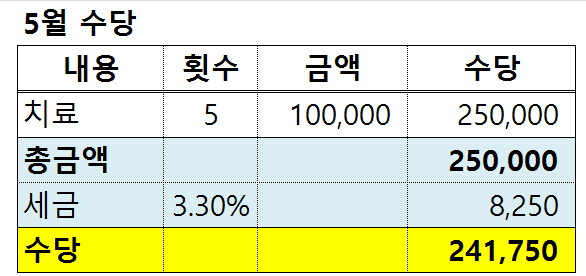 5월 수당
내용 횟수 금액 수당
치료 5 100,000 250,000
총금액 250,000
세금 3.30% 8,250
수당 241,750